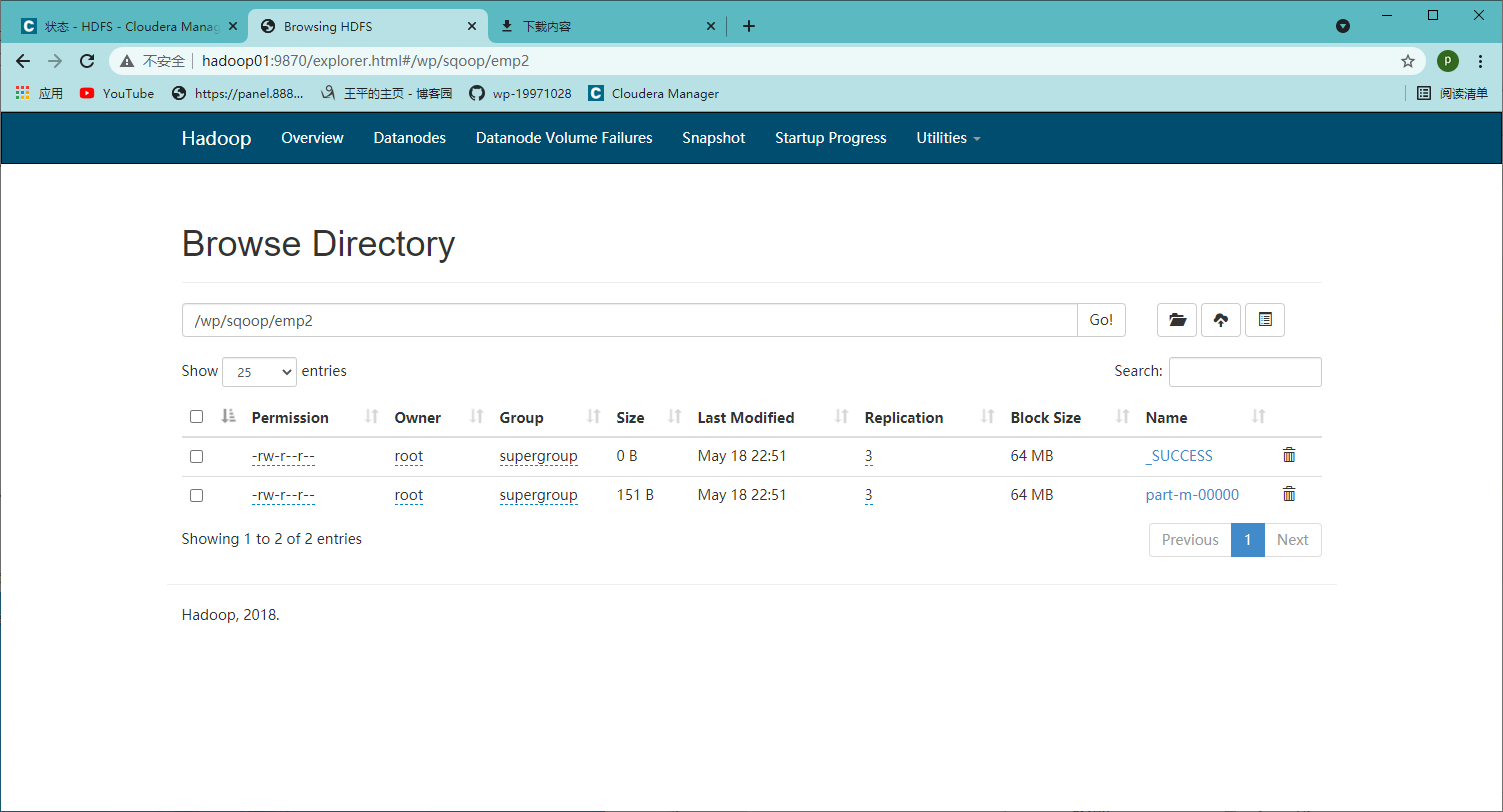 状态 - HDFS - Cloudera Manag
Browsing HDFS
下载内容
不安全
hadoop01:9870/explorer.html#/wp/sqoop/emp2
p
应用
YouTube
https://panel.888...
王平的主页 - 博客园
wp-19971028
Cloudera Manager
阅读清单
Hadoop Overview Datanodes Datanode Volume Failures Snapshot Startup Progress Utilities
Browse Directory
/wp/sqoop/emp2 Go!
Show 25 entries Search:
Permission Owner Group Size Last Modified Replication Block Size Name
-rw-r--r-- root supergroup 0 B May 18 22:51 3 64 MB _SUCCESS
-rw-r--r-- root supergroup 151 B May 18 22:51 3 64 MB part-m-00000
Showing 1 to 2 of 2 entries Previous 1 Next
Hadoop, 2018.